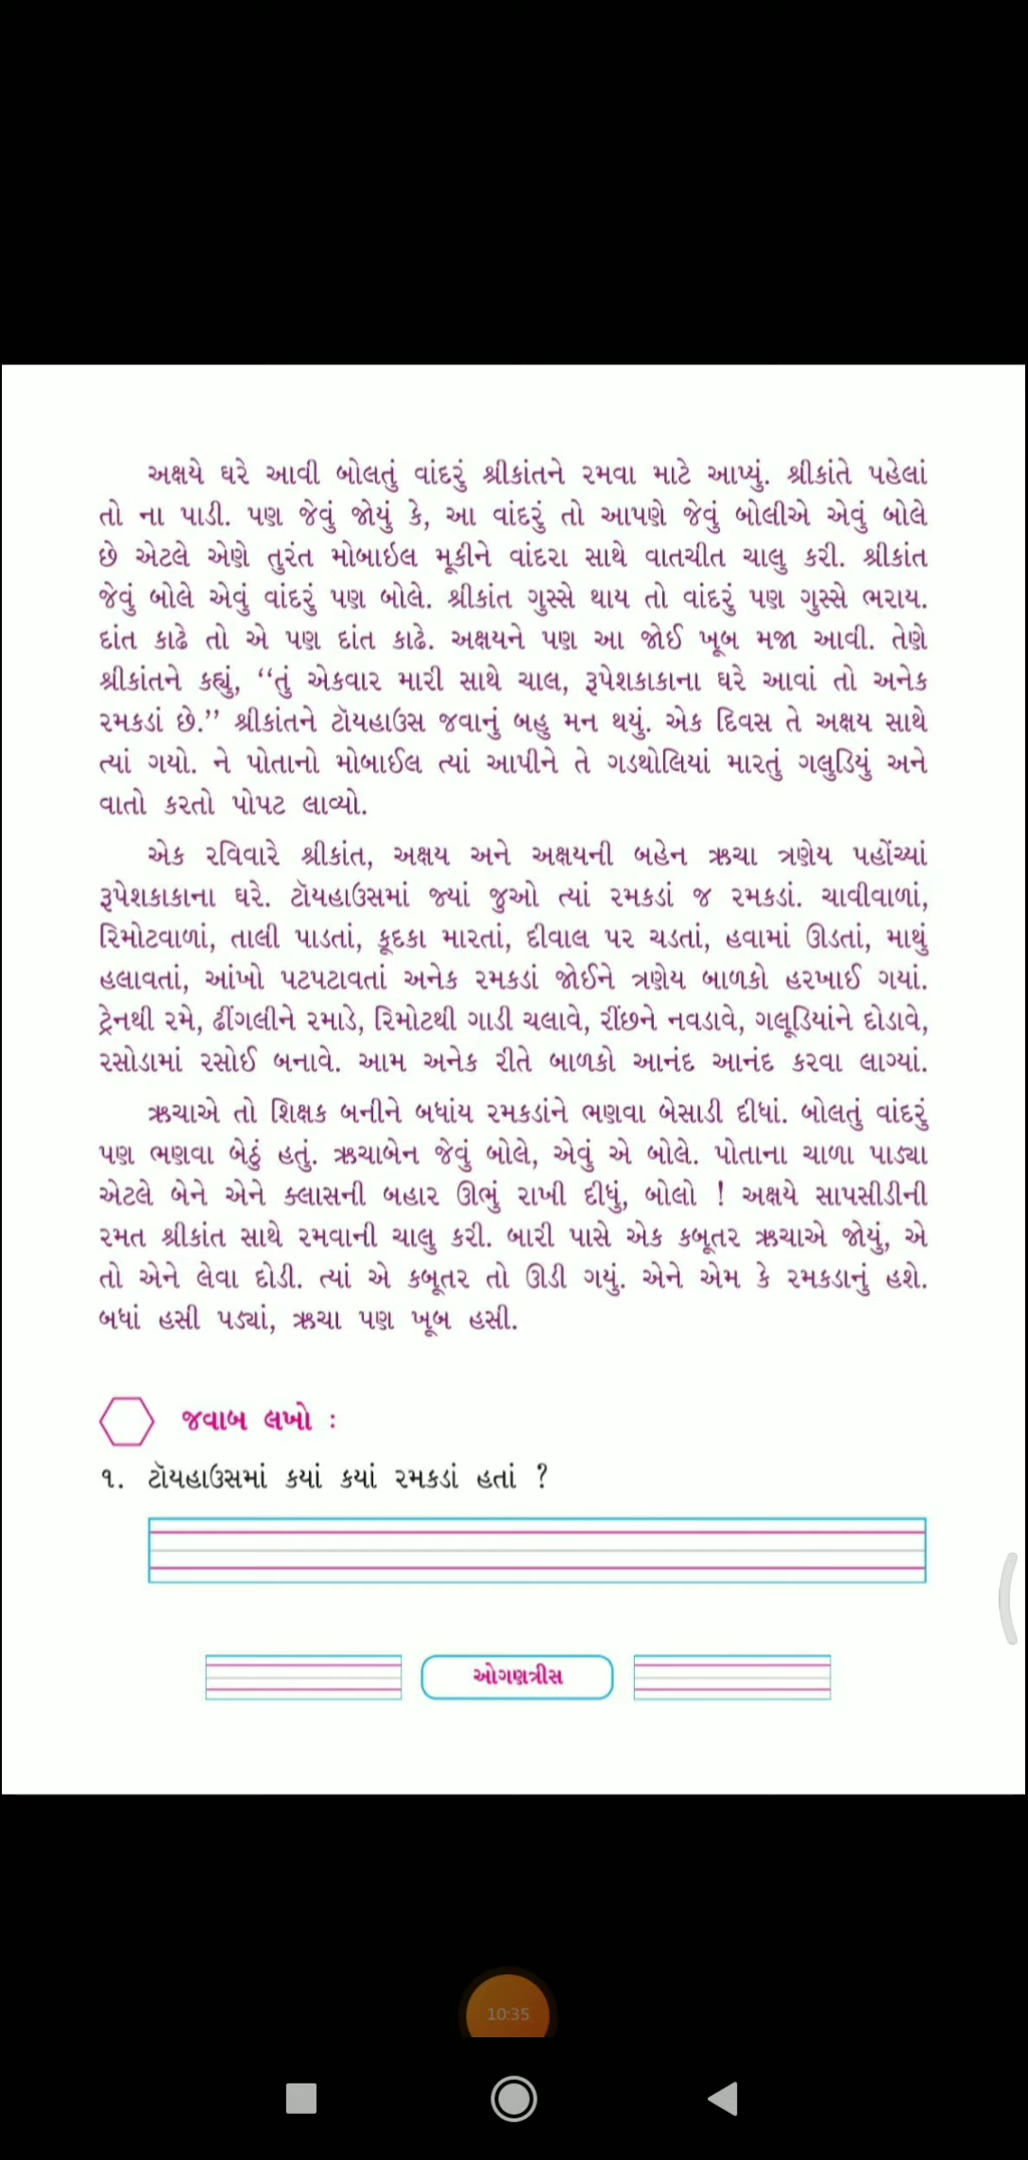 અક્ષયે ઘરે આવી બોલતું વાંદરું શ્રીકાંતને રમવા માટે આપ્યું. શ્રીકાંતે પહેલાં
તો ના પાડી. પણ જેવું જોયું કે, આ વાંદરું તો આપણે જેવું બોલીએ એવું બોલે
છે એટલે એણે તુરંત મોબાઇલ મૂકીને વાંદરા સાથે વાતચીત ચાલુ કરી. શ્રીકાંત
જેવું બોલે એવું વાંદરું પણ બોલે. શ્રીકાંત ગુસ્સે થાય તો વાંદરું પણ ગુસ્સે ભરાય.
દાંત કાઢે તો એ પણ દાંત કાઢે. અક્ષયને પણ આ જોઈ ખૂબ મજા આવી. તેણે
શ્રીકાંતને કહ્યું, ‘‘તું એકવાર મારી સાથે ચાલ, રૂપેશકાકાના ઘરે આવાં તો અનેક
રમકડાં છે.’’ શ્રીકાંતને ટૉયહાઉસ જવાનું બહુ મન થયું. એક દિવસ તે અક્ષય સાથે
ત્યાં ગયો. ને પોતાનો મોબાઈલ ત્યાં આપીને તે ગડથોલિયાં મારતું ગલુડિયું અને
વાતો કરતો પોપટ લાવ્યો.
એક રવિવારે શ્રીકાંત, અક્ષય અને અક્ષયની બહેન ઋચા ત્રણેય પહોંચ્યાં
રૂપેશકાકાના ઘરે. ટૉયહાઉસમાં જ્યાં જુઓ ત્યાં રમકડાં જ રમકડાં. ચાવીવાળાં,
રિમોટવાળાં, તાલી પાડતાં, કૂદકા મારતાં, દીવાલ પર ચડતાં, હવામાં ઊડતાં, માથું
હલાવતાં, આંખો પટપટાવતાં અનેક રમકડાં જોઈને ત્રણેય બાળકો હરખાઈ ગયાં.
ટ્રેનથી રમે, ઢીંગલીને રમાડે, રિમોટથી ગાડી ચલાવે, રીંછને નવડાવે, ગલૂડિયાંને દોડાવે,
રસોડામાં રસોઈ બનાવે. આમ અનેક રીતે બાળકો આનંદ આનંદ કરવા લાગ્યાં.
ઋચાએ તો શિક્ષક બનીને બધાંય રમકડાંને ભણવા બેસાડી દીધાં. બોલતું વાંદરું
પણ ભણવા બેઠું હતું. ઋચાબેન જેવું બોલે, એવું એ બોલે. પોતાના ચાળા પાડ્યા
એટલે બેને એને ક્લાસની બહાર ઊભું રાખી દીધું, બોલો ! અક્ષયે સાપસીડીની
રમત શ્રીકાંત સાથે રમવાની ચાલુ કરી. બારી પાસે એક કબૂતર ઋચાએ જોયું, એ
તો એને લેવા દોડી. ત્યાં એ કબૂતર તો ઊડી ગયું. એને એમ કે રમકડાનું હશે.
બધાં હસી પડ્યાં, ઋચા પણ ખૂબ હસી.
જવાબ લખો :
૧. ટૉયહાઉસમાં કયાં કયાં રમકડાં હતાં ?
ઓગણત્રીસ
10:35